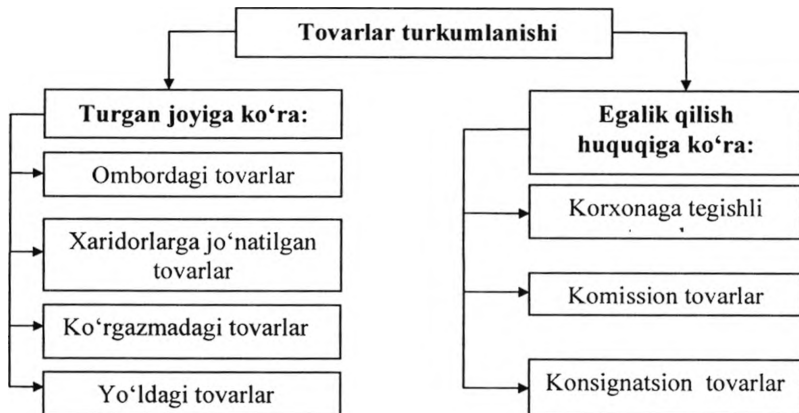 Tovarlar turkumlanishi
Turgan joyiga ko‘ra:
Ombordagi tovarlar
Xaridorlarga jo‘natilgan
tovarlar
Ko‘rgazmadagi tovarlar
Yo‘ldagi tovarlar
Egalik qilish
huquqiga ko‘ra:
Korxonaga tegishli
Komission tovarlar
Konsignatsion tovarlar